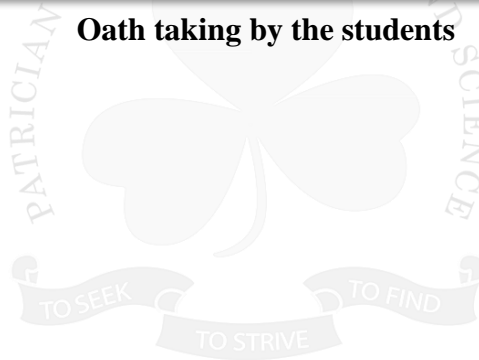 Oath taking by the students
PATRICIAN
D SCIENCE
TO SEEK
TO STRIVE
TO FIND